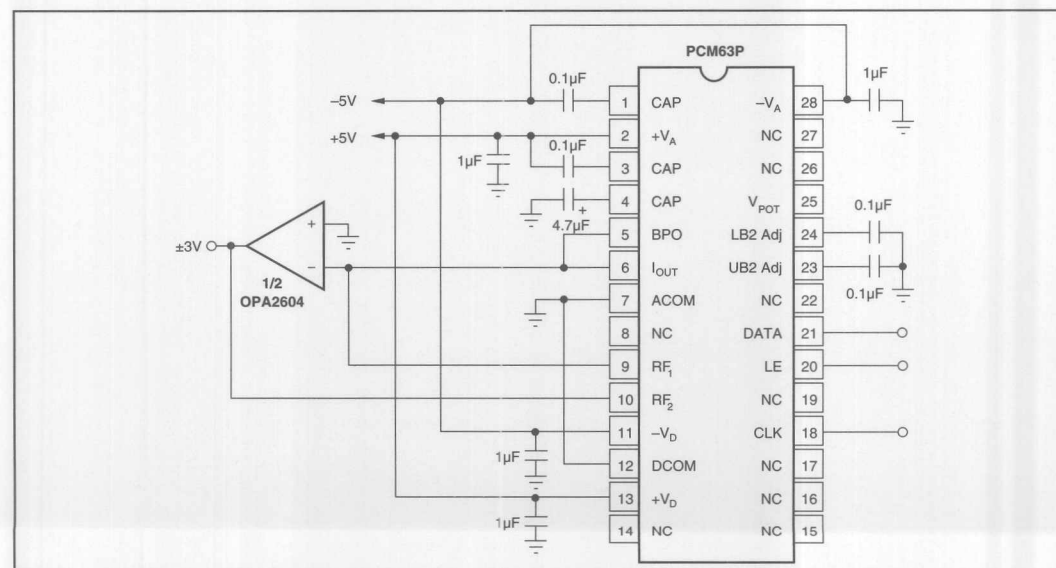 PCM63P
−5V
0.1µF
1 CAP
−V_A 28
1µF
+5V
2 +V_A
NC 27
1µF
0.1µF
3 CAP
NC 26
4 CAP
V_POT 25
+
4.7µF
0.1µF
5 BPO
LB2 Adj 24
±3V
+
−
6 I_OUT
UB2 Adj 23
0.1µF
1/2
OPA2604
7 ACOM
NC 22
8 NC
DATA 21
9 RF_1
LE 20
10 RF_2
NC 19
11 −V_D
CLK 18
1µF
12 DCOM
NC 17
13 +V_D
NC 16
1µF
14 NC
NC 15